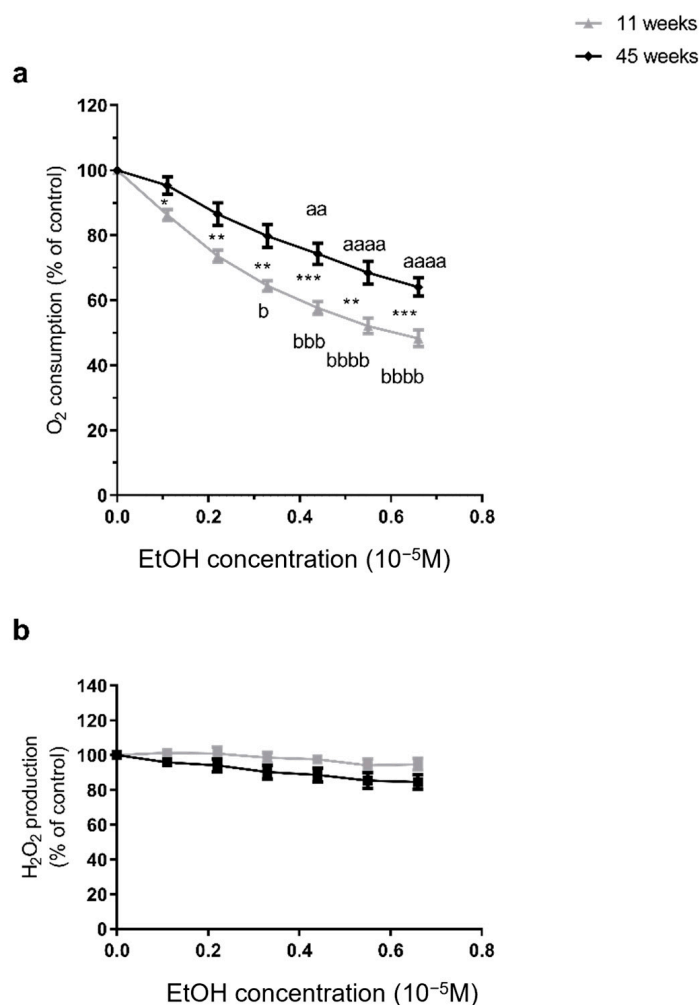 11 weeks
45 weeks
a
120
100
80
60
40
20
0
O₂ consumption (% of control)
*
**
**
***
**
***
aa
aaaa
aaaa
b
bbb
bbbb
bbbb
0.0 0.2 0.4 0.6 0.8
EtOH concentration (10⁻⁵M)
b
140
120
100
80
60
40
20
0
H₂O₂ production
(% of control)
0.0 0.2 0.4 0.6 0.8
EtOH concentration (10⁻⁵M)